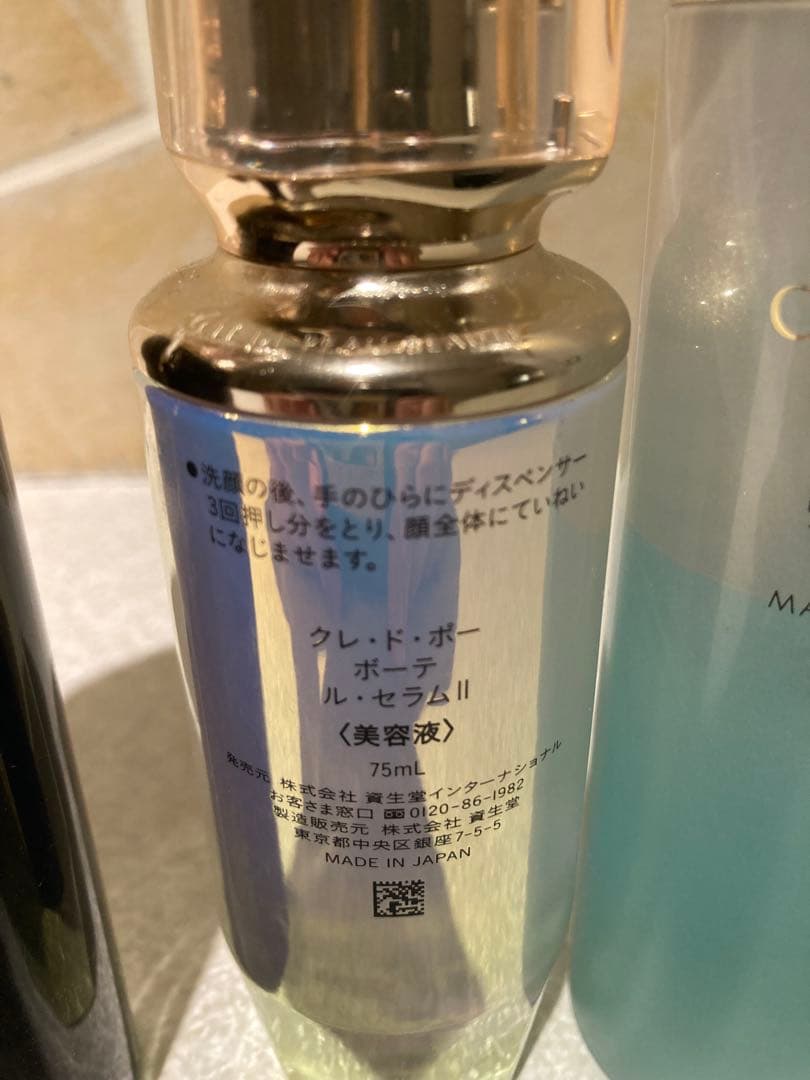 CLÉ DE PEAU BEAUTÉ
●洗顔の後、手のひらにディスペンサー
3回押し分をとり、顔全体にていねい
になじませます。
クレ・ド・ポー
ボーテ
ル・セラムⅡ
〈美容液〉
75mL
発売元 株式会社 資生堂インターナショナル
お客さま窓口 0120-86-1982
製造販売元 株式会社 資生堂
東京都中央区銀座7-5-5
MADE IN JAPAN
C
MA